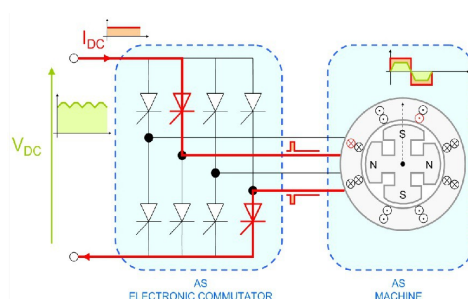 I_DC
V_DC
S
N
N
S
AS
ELECTRONIC COMMUTATOR
AS
MACHINE